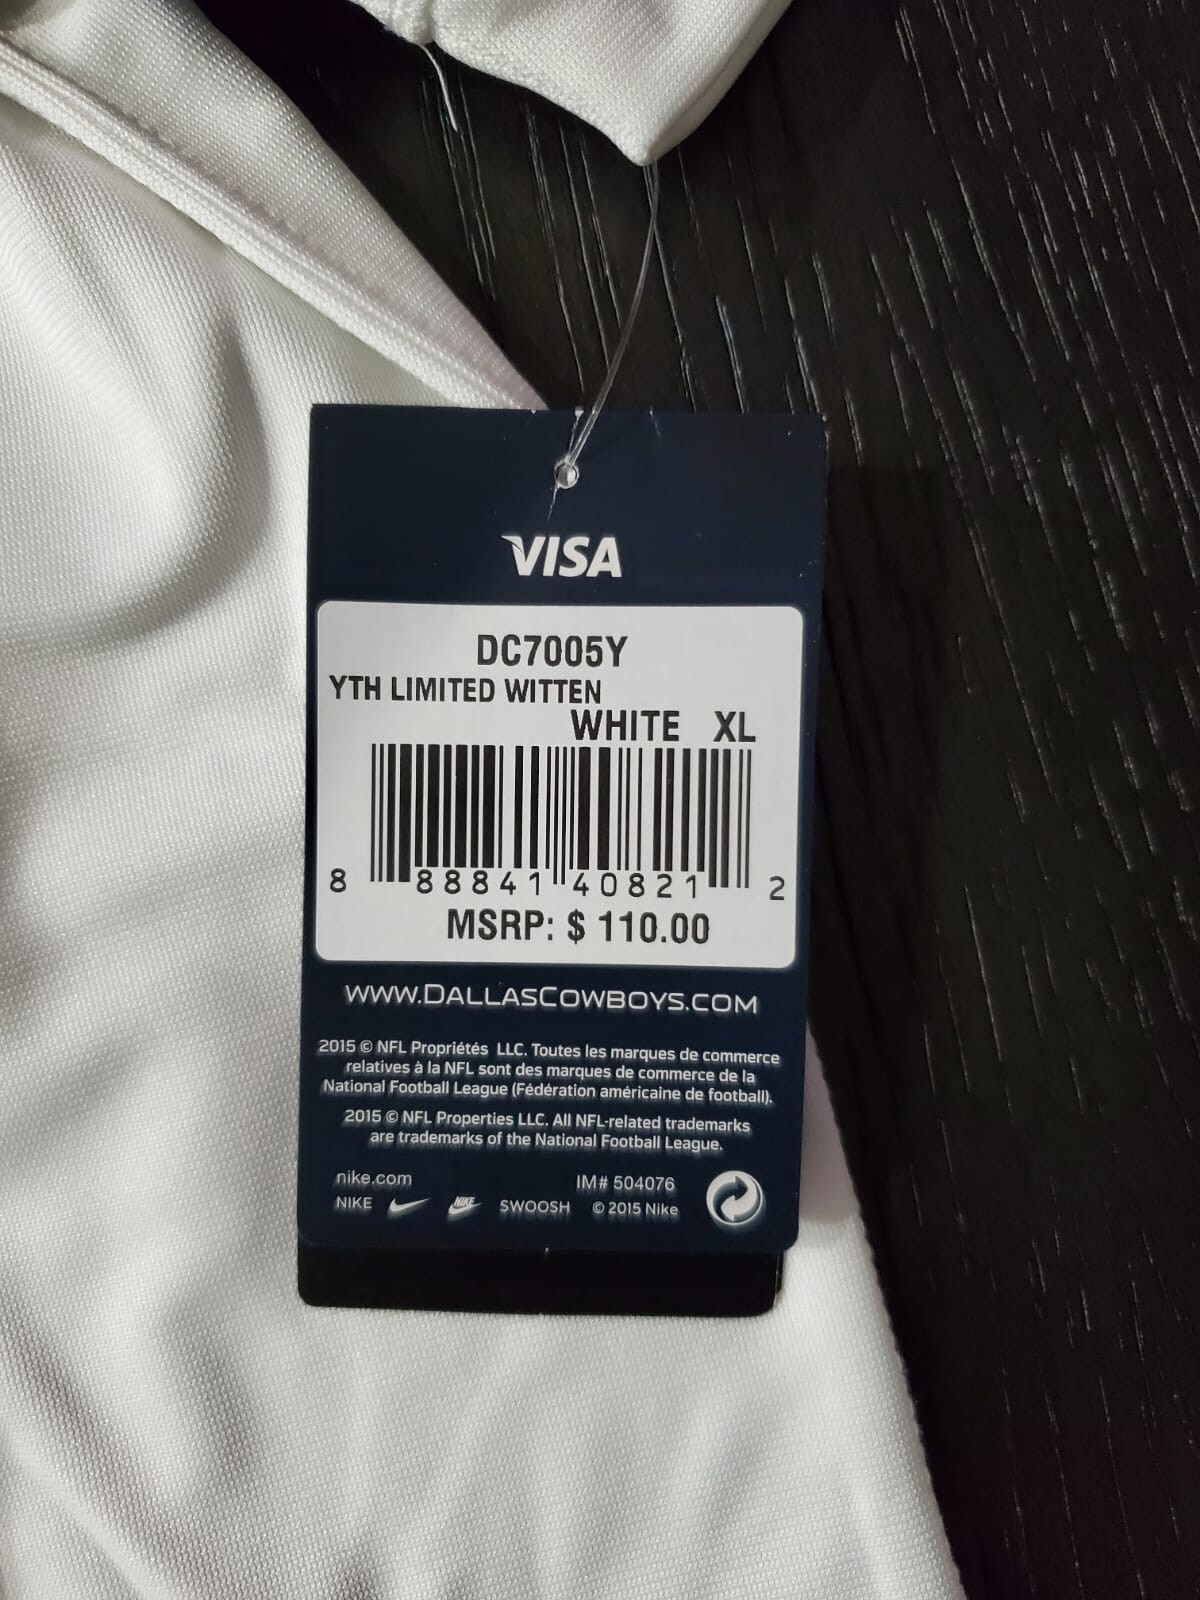 VISA
DC7005Y
YTH LIMITED WITTEN
WHITE XL
8 88841 40821 2
MSRP: $ 110.00
WWW.DALLASCOWBOYS.COM
2015 © NFL Propriétés LLC. Toutes les marques de commerce
relatives à la NFL sont des marques de commerce de la
National Football League (Fédération américaine de football).
2015 © NFL Properties LLC. All NFL-related trademarks
are trademarks of the National Football League.
nike.com IM# 504076
NIKE NIKE SWOOSH © 2015 Nike